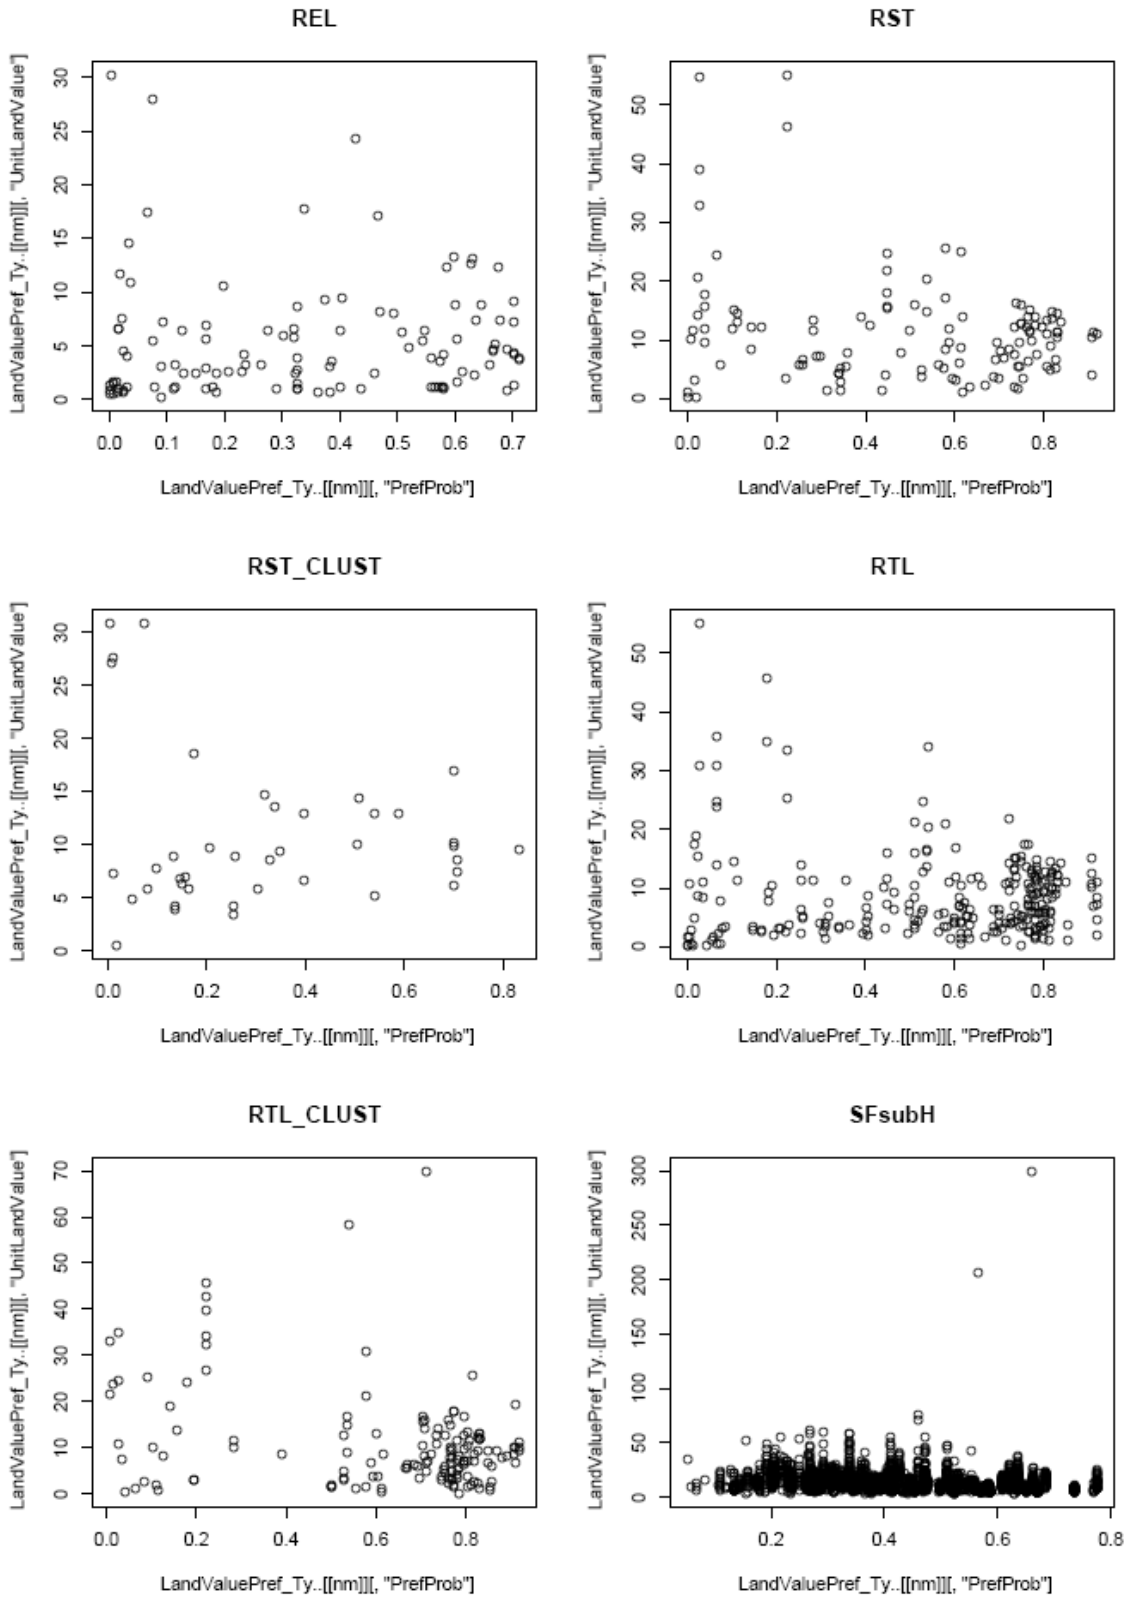 REL
LandValuePref_Ty..[[nm]][, "UnitLandValue"]
30
25
20
15
10
5
0
0.0 0.1 0.2 0.3 0.4 0.5 0.6 0.7
LandValuePref_Ty..[[nm]][, "PrefProb"]
RST
LandValuePref_Ty..[[nm]][, "UnitLandValue"]
50
40
30
20
10
0
0.0 0.2 0.4 0.6 0.8
LandValuePref_Ty..[[nm]][, "PrefProb"]
RST_CLUST
LandValuePref_Ty..[[nm]][, "UnitLandValue"]
30
25
20
15
10
5
0
0.0 0.2 0.4 0.6 0.8
LandValuePref_Ty..[[nm]][, "PrefProb"]
RTL
LandValuePref_Ty..[[nm]][, "UnitLandValue"]
50
40
30
20
10
0
0.0 0.2 0.4 0.6 0.8
LandValuePref_Ty..[[nm]][, "PrefProb"]
RTL_CLUST
LandValuePref_Ty..[[nm]][, "UnitLandValue"]
70
60
50
40
30
20
10
0
0.0 0.2 0.4 0.6 0.8
LandValuePref_Ty..[[nm]][, "PrefProb"]
SFsubH
LandValuePref_Ty..[[nm]][, "UnitLandValue"]
300
250
200
150
100
50
0
0.2 0.4 0.6 0.8
LandValuePref_Ty..[[nm]][, "PrefProb"]